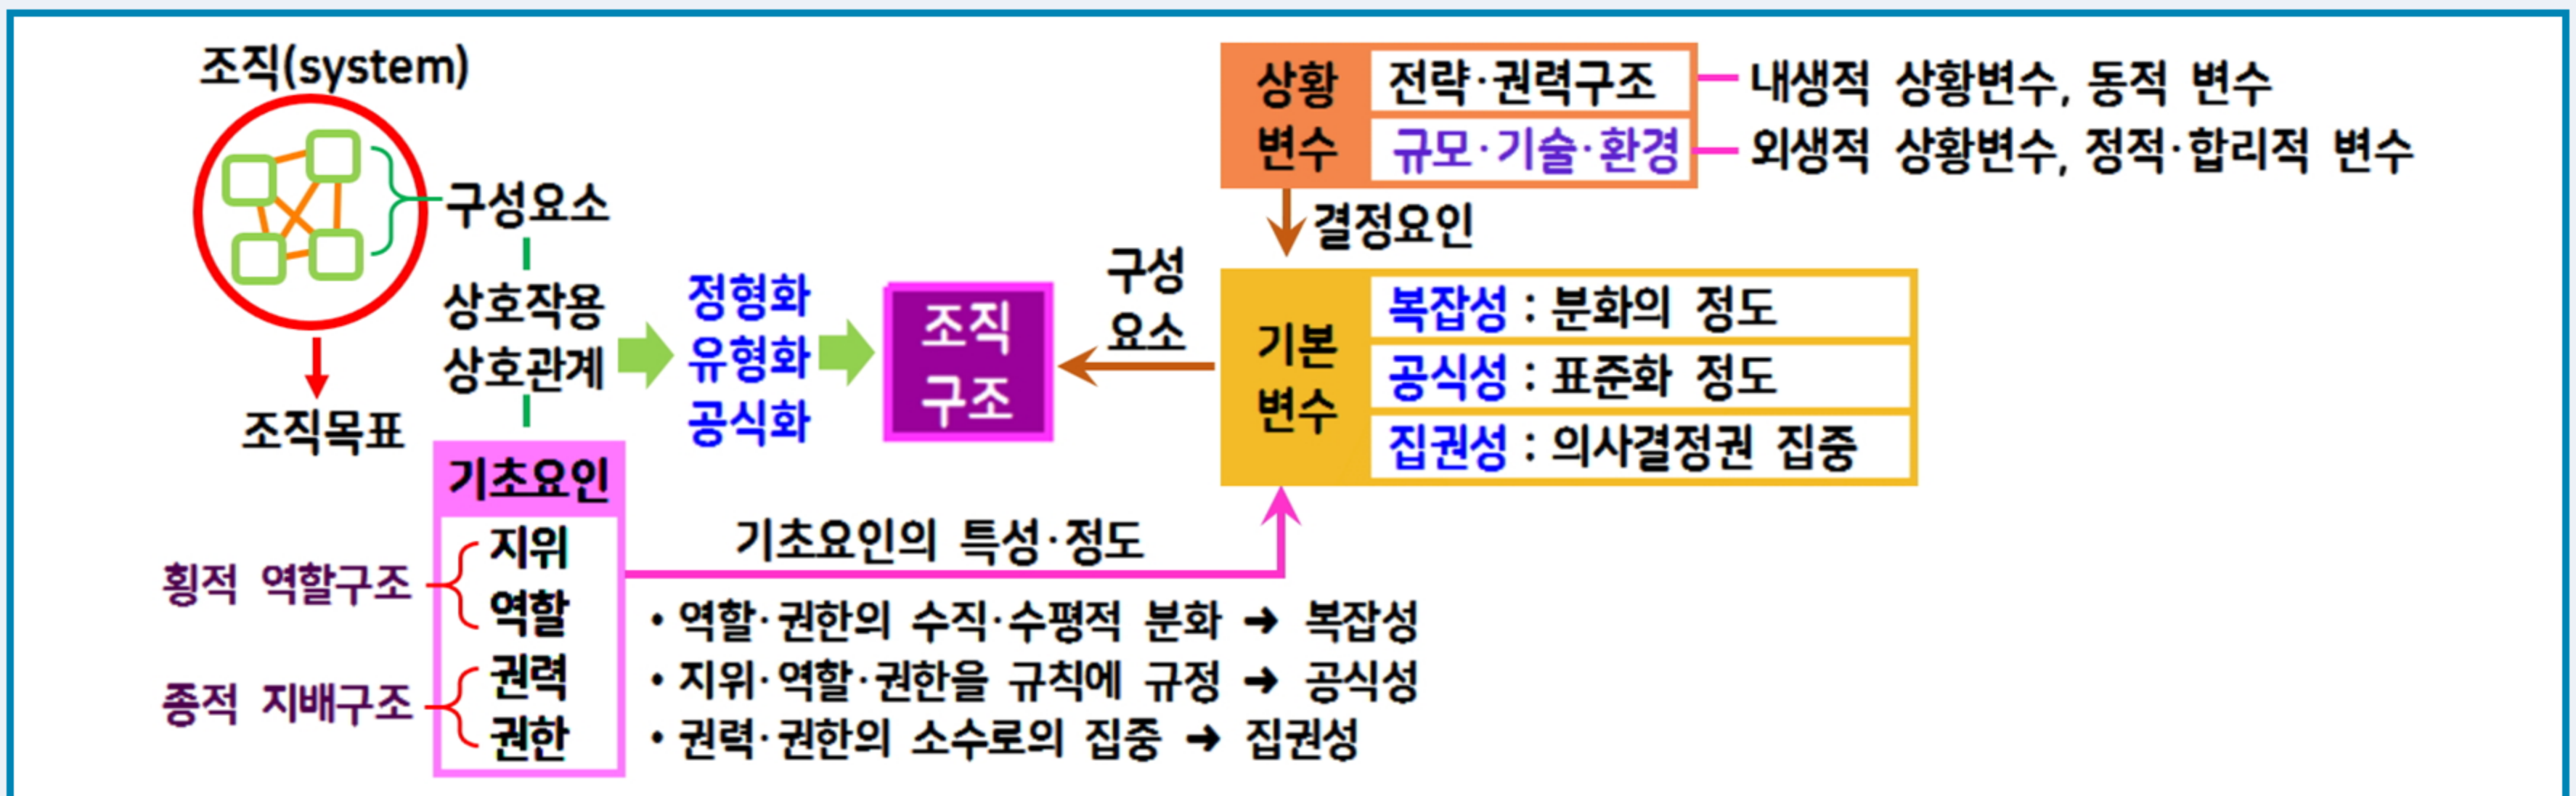 조직(system)
구성요소
상호작용
상호관계
조직목표
정형화
유형화
공식화
조직
구조
구성
요소
상황
변수
전략·권력구조
내생적 상황변수, 동적 변수
규모·기술·환경
외생적 상황변수, 정적·합리적 변수
결정요인
기본
변수
복잡성 : 분화의 정도
공식성 : 표준화 정도
집권성 : 의사결정권 집중
기초요인
지위
역할
권력
권한
횡적 역할구조
종적 지배구조
기초요인의 특성·정도
• 역할·권한의 수직·수평적 분화 ➜ 복잡성
• 지위·역할·권한을 규칙에 규정 ➜ 공식성
• 권력·권한의 소수로의 집중 ➜ 집권성